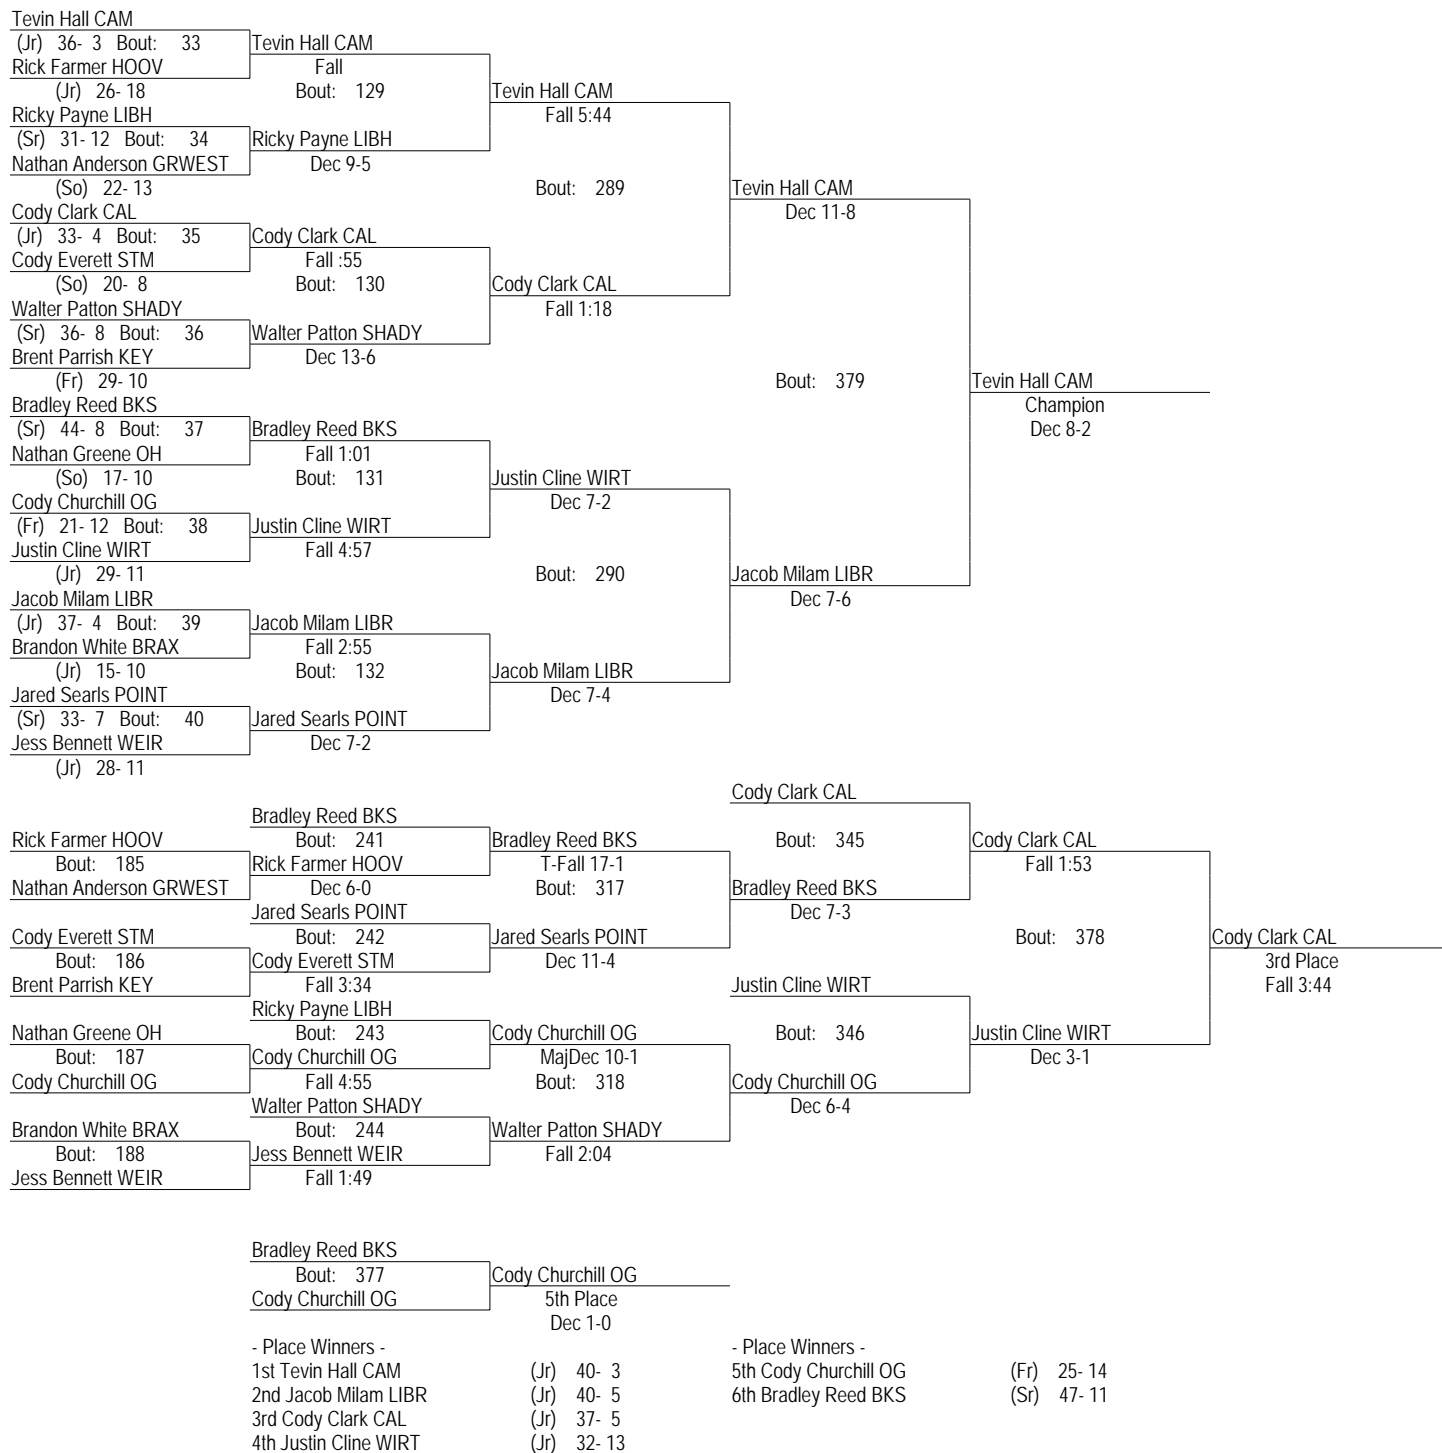 Tevin Hall CAM
(Jr) 36- 3 Bout: 33 Tevin Hall CAM
Rick Farmer HOOV Fall
(Jr) 26- 18 Bout: 129 Tevin Hall CAM
Ricky Payne LIBH Fall 5:44
(Sr) 31- 12 Bout: 34 Ricky Payne LIBH
Nathan Anderson GRWEST Dec 9-5
(So) 22- 13 Bout: 289 Tevin Hall CAM
Cody Clark CAL Dec 11-8
(Jr) 33- 4 Bout: 35 Cody Clark CAL
Cody Everett STM Fall :55
(So) 20- 8 Bout: 130 Cody Clark CAL
Walter Patton SHADY Fall 1:18
(Sr) 36- 8 Bout: 36 Walter Patton SHADY
Brent Parrish KEY Dec 13-6
(Fr) 29- 10 Bout: 379 Tevin Hall CAM
Bradley Reed BKS Champion
(Sr) 44- 8 Bout: 37 Bradley Reed BKS Dec 8-2
Nathan Greene OH Fall 1:01
(So) 17- 10 Bout: 131 Justin Cline WIRT
Cody Churchill OG Dec 7-2
(Fr) 21- 12 Bout: 38 Justin Cline WIRT
Justin Cline WIRT Fall 4:57
(Jr) 29- 11 Bout: 290 Jacob Milam LIBR
Jacob Milam LIBR Dec 7-6
(Jr) 37- 4 Bout: 39 Jacob Milam LIBR
Brandon White BRAX Fall 2:55
(Jr) 15- 10 Bout: 132 Jacob Milam LIBR
Jared Searls POINT Dec 7-4
(Sr) 33- 7 Bout: 40 Jared Searls POINT
Jess Bennett WEIR Dec 7-2
(Jr) 28- 11
Cody Clark CAL
Bradley Reed BKS
Rick Farmer HOOV Bout: 241 Bradley Reed BKS Bout: 345 Cody Clark CAL
Bout: 185 Rick Farmer HOOV T-Fall 17-1 Fall 1:53
Nathan Anderson GRWEST Dec 6-0 Bout: 317 Bradley Reed BKS
Jared Searls POINT Dec 7-3
Cody Everett STM Bout: 242 Jared Searls POINT Bout: 378 Cody Clark CAL
Bout: 186 Cody Everett STM Dec 11-4 3rd Place
Brent Parrish KEY Fall 3:34 Justin Cline WIRT Fall 3:44
Ricky Payne LIBH
Nathan Greene OH Bout: 243 Cody Churchill OG Bout: 346 Justin Cline WIRT
Bout: 187 Cody Churchill OG MajDec 10-1 Dec 3-1
Cody Churchill OG Fall 4:55 Bout: 318 Cody Churchill OG
Walter Patton SHADY Dec 6-4
Brandon White BRAX Bout: 244 Walter Patton SHADY
Bout: 188 Jess Bennett WEIR Fall 2:04
Jess Bennett WEIR Fall 1:49
Bradley Reed BKS
Bout: 377 Cody Churchill OG
Cody Churchill OG 5th Place
Dec 1-0
- Place Winners - - Place Winners -
1st Tevin Hall CAM (Jr) 40- 3 5th Cody Churchill OG (Fr) 25- 14
2nd Jacob Milam LIBR (Jr) 40- 5 6th Bradley Reed BKS (Sr) 47- 11
3rd Cody Clark CAL (Jr) 37- 5
4th Justin Cline WIRT (Jr) 32- 13